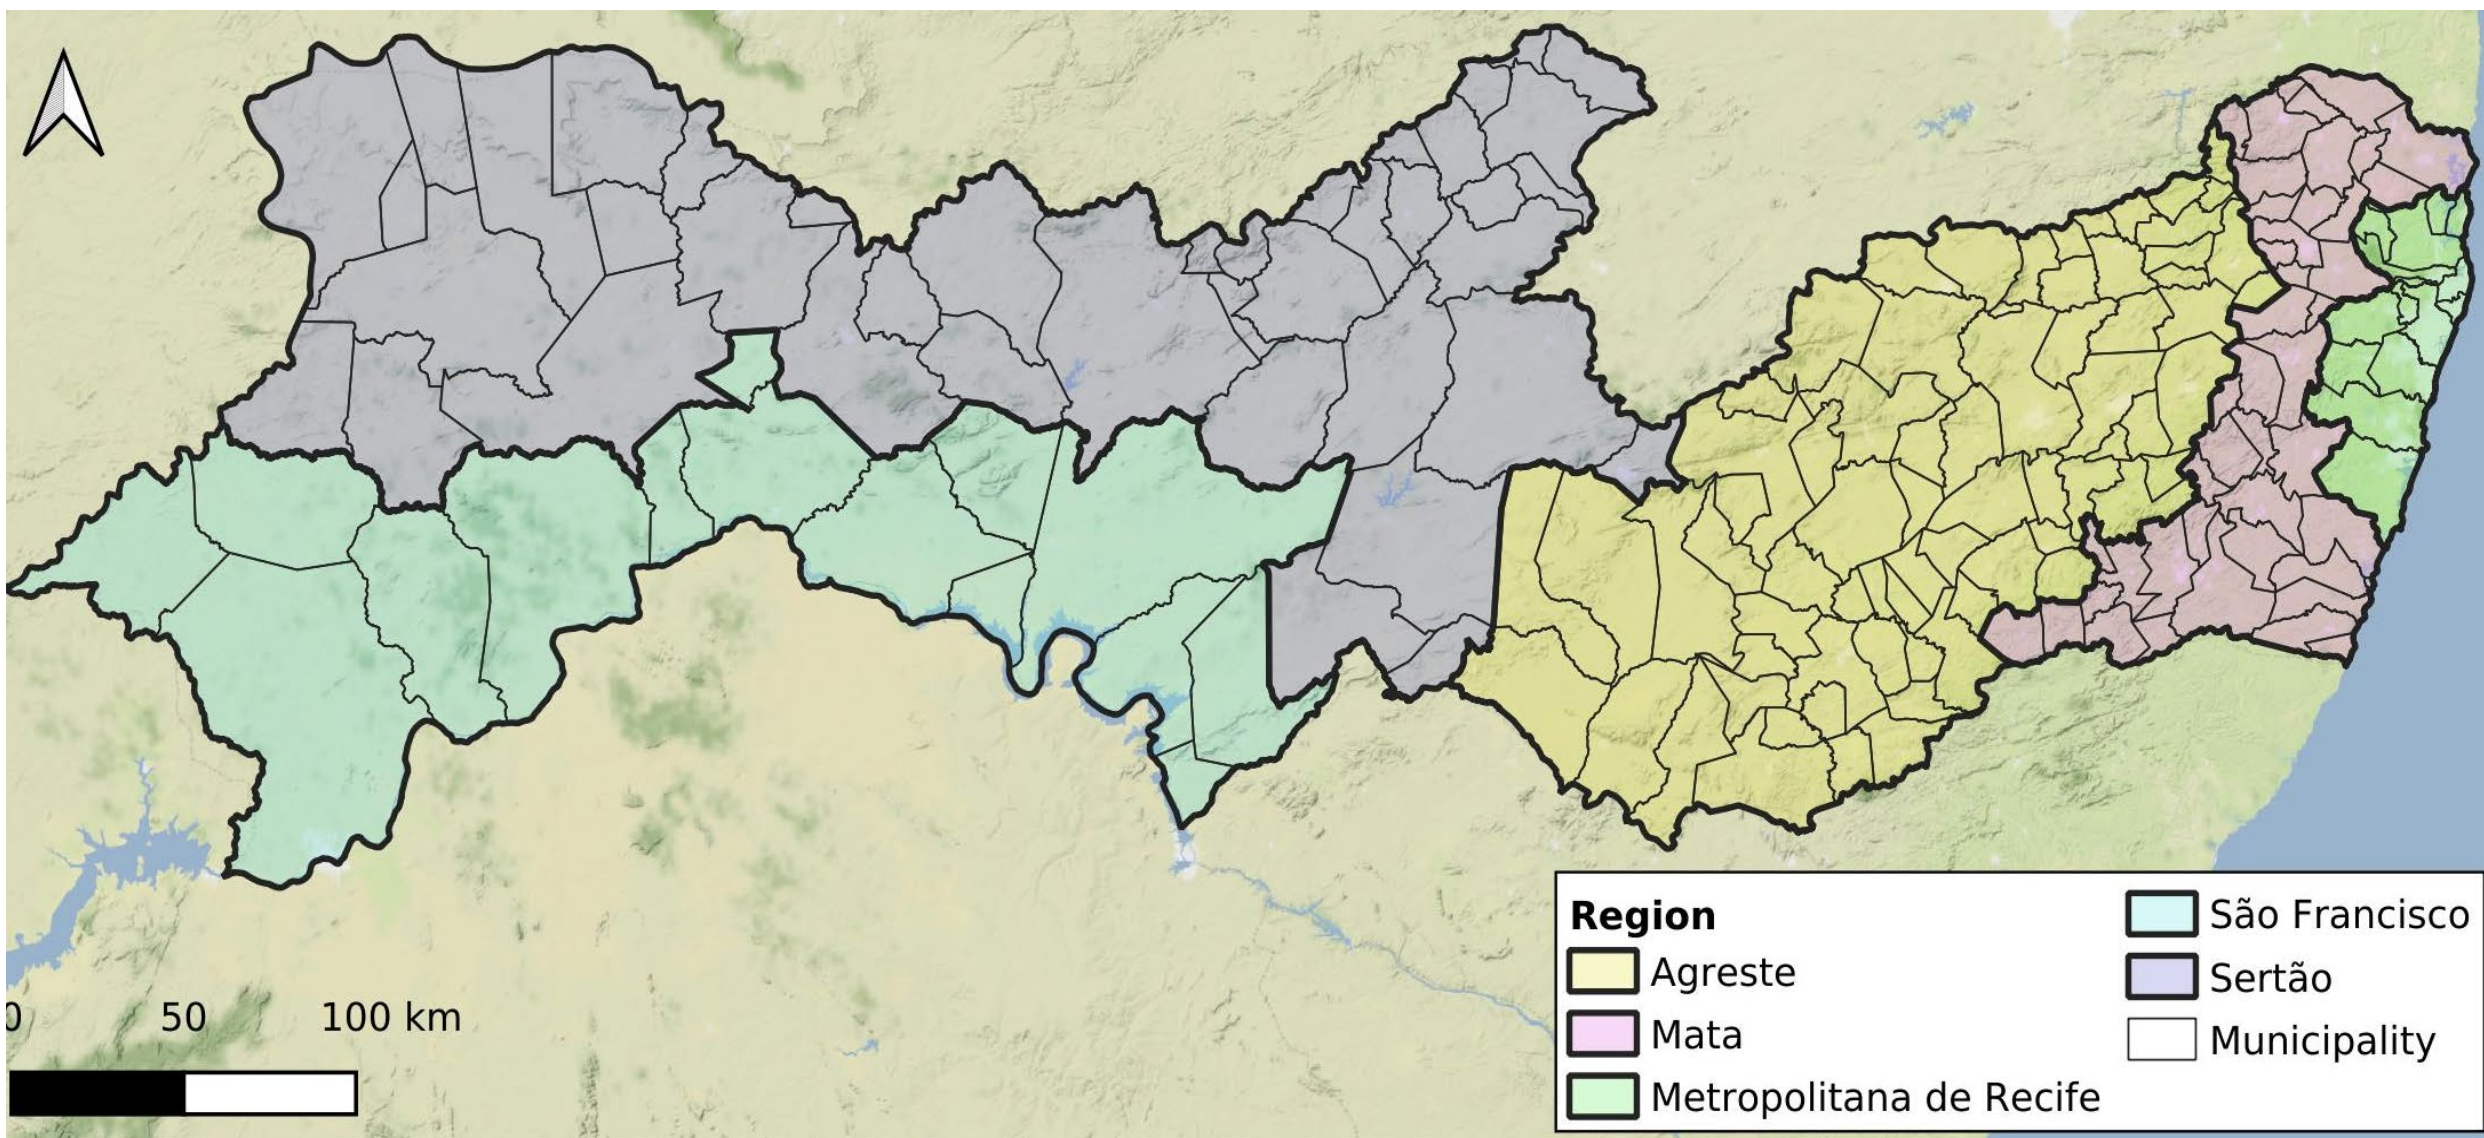 Region
Agreste
Mata
Metropolitana de Recife
São Francisco
Sertão
Municipality
0 50 100 km